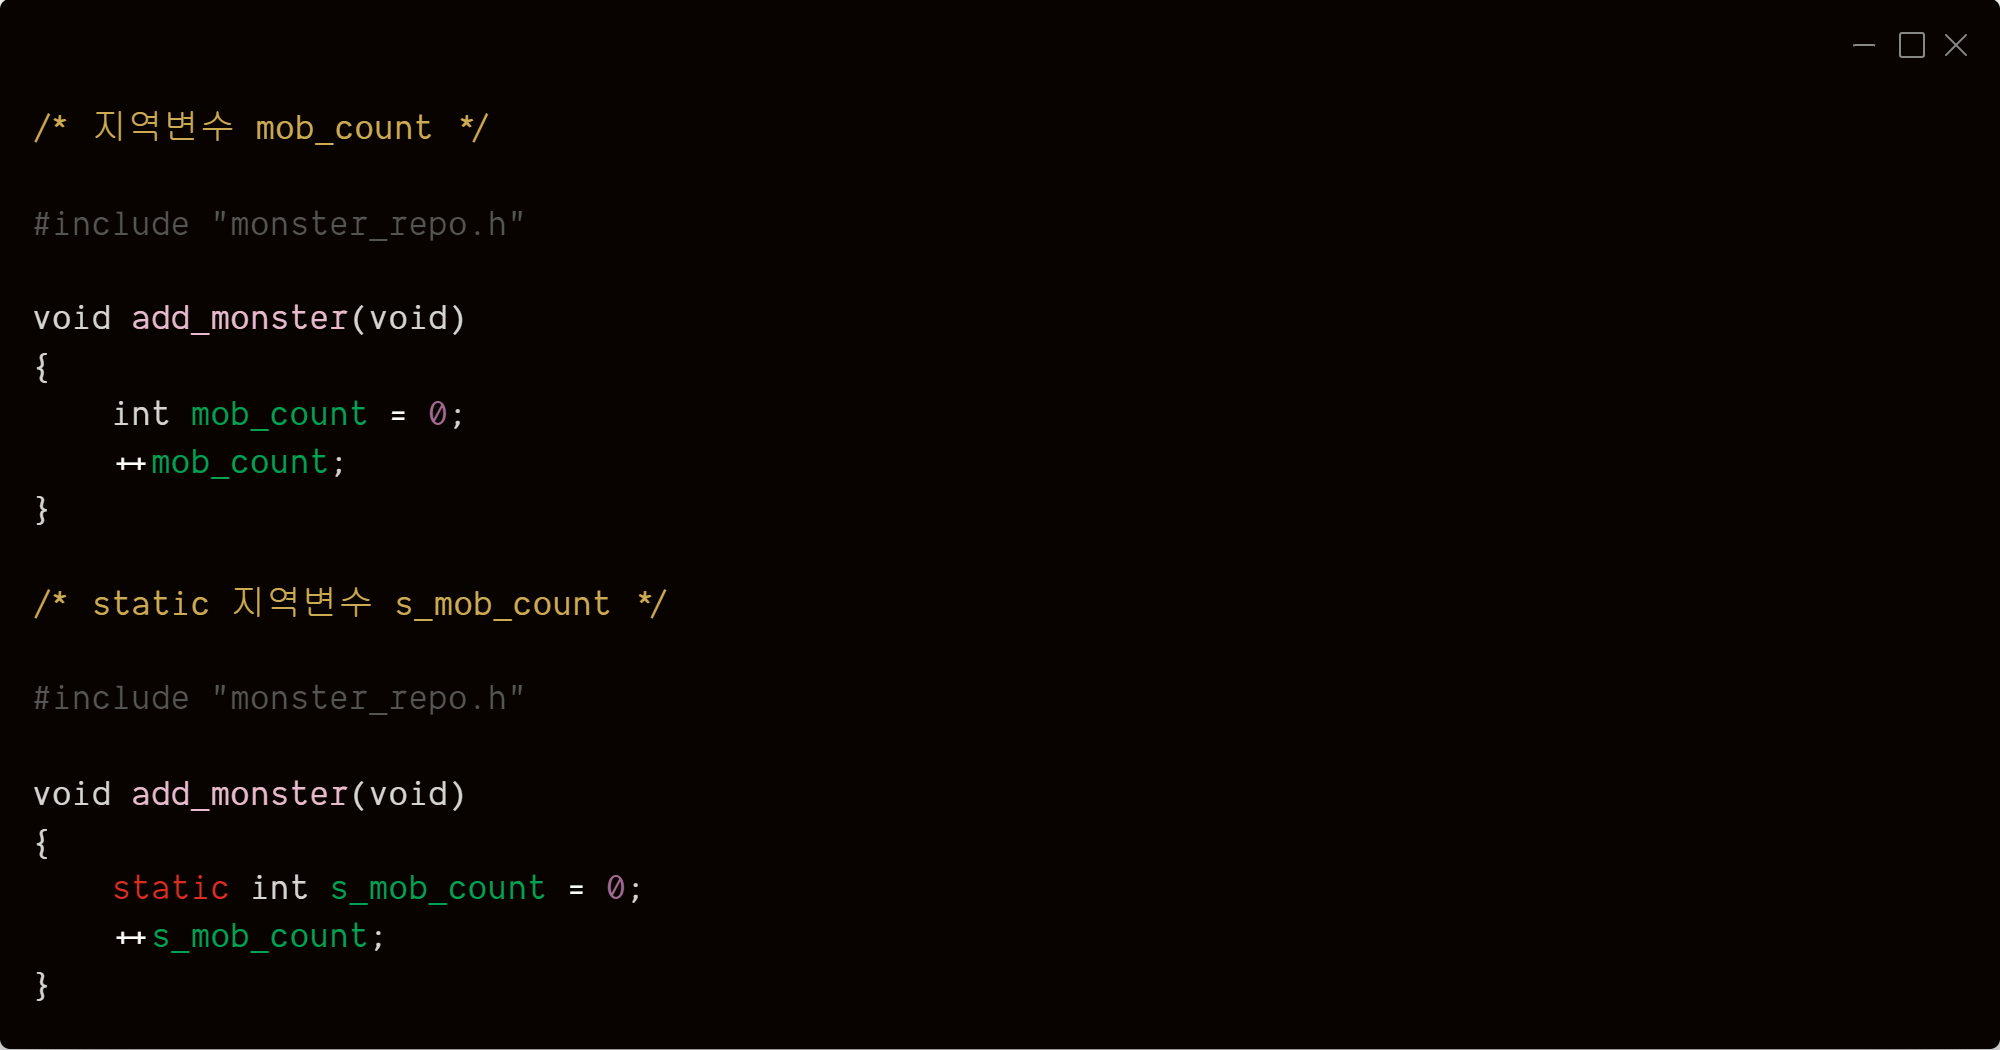 /* 지역변수 mob_count */
#include "monster_repo.h"
void add_monster(void)
{
    int mob_count = 0;
    ++mob_count;
}
/* static 지역변수 s_mob_count */
#include "monster_repo.h"
void add_monster(void)
{
    static int s_mob_count = 0;
    ++s_mob_count;
}